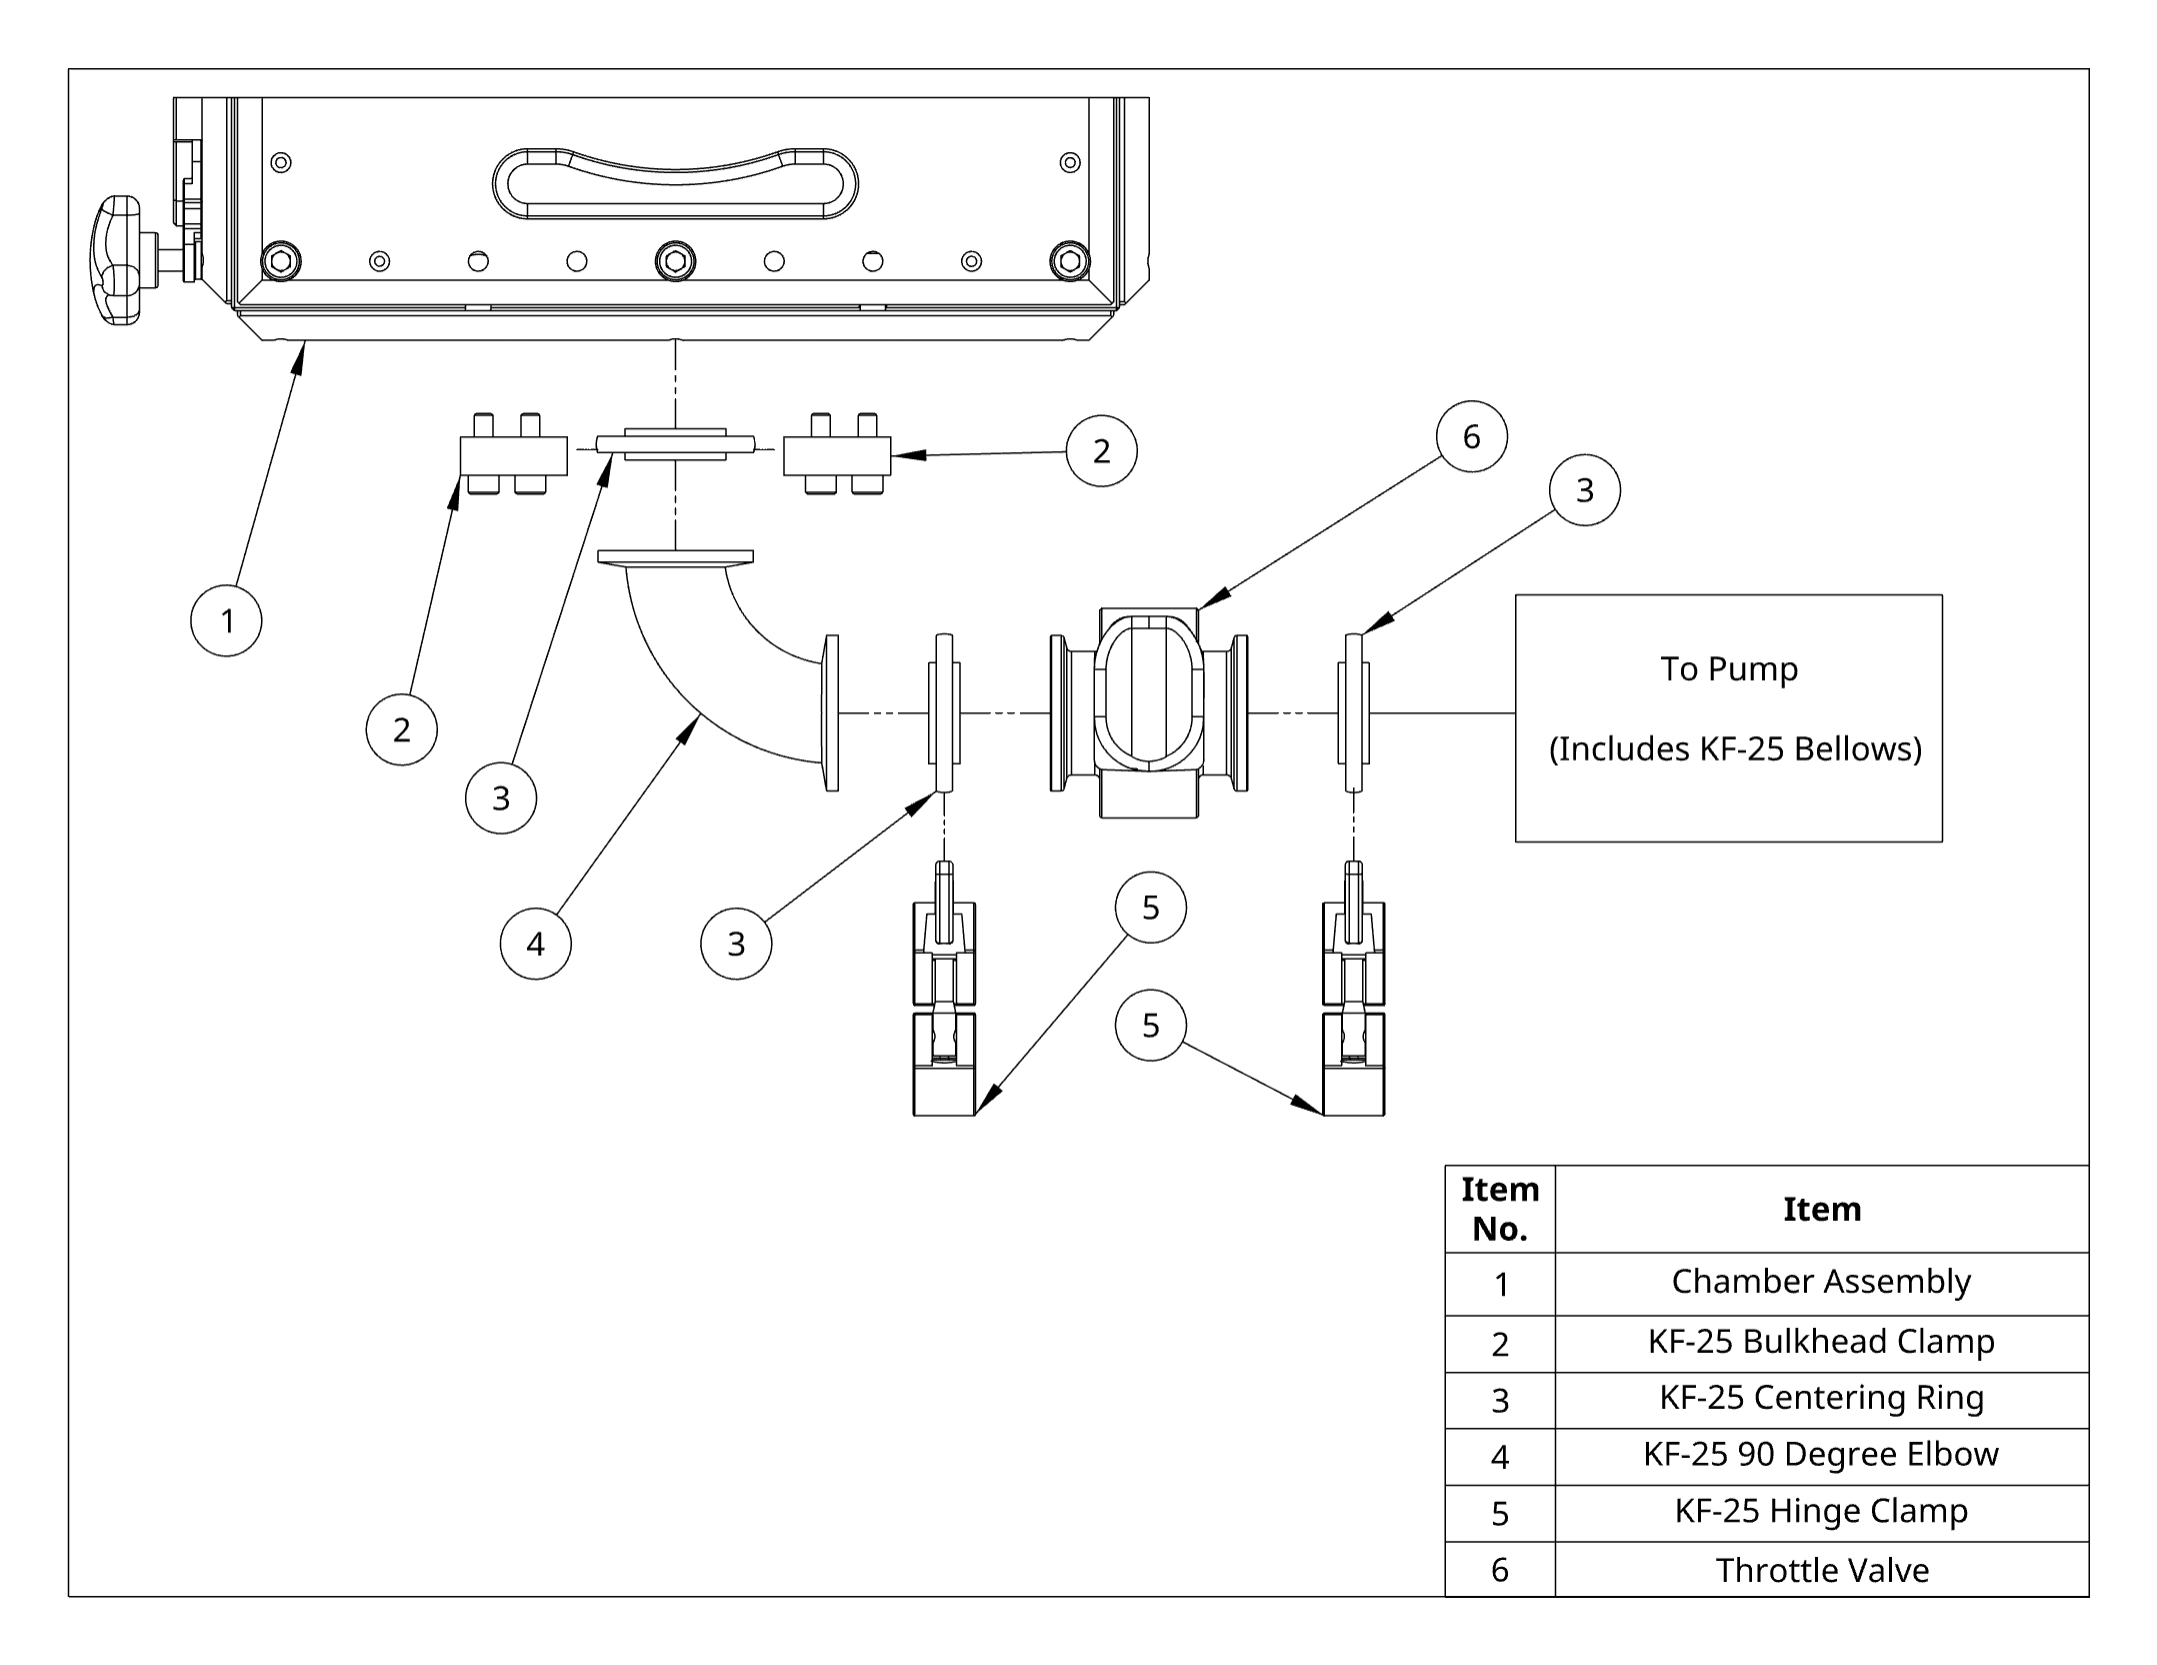 2
6
3
1
To Pump
2
(Includes KF-25 Bellows)
3
5
4
3
5
Item No. Item
1 Chamber Assembly
2 KF-25 Bulkhead Clamp
3 KF-25 Centering Ring
4 KF-25 90 Degree Elbow
5 KF-25 Hinge Clamp
6 Throttle Valve